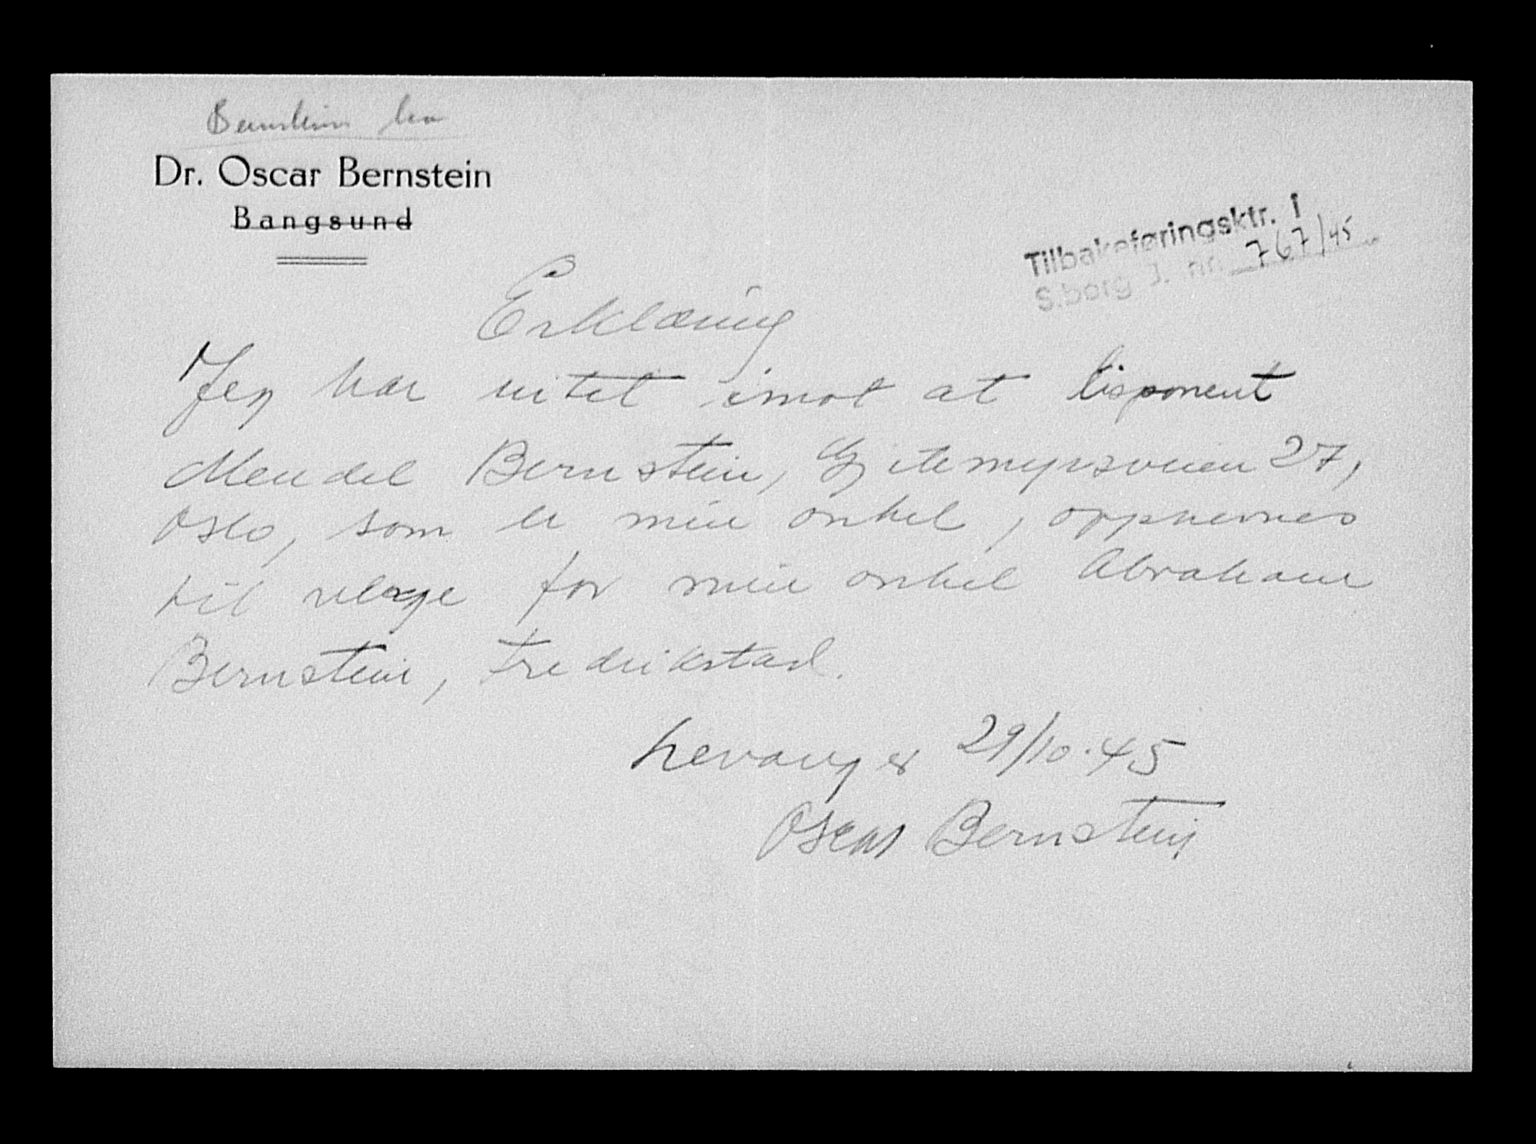 Bernstein
Dr. Oscar Bernstein
Bangsund
Tilbakeføringsktr. i
S.borg J. nr. 767/45
Erklæring
Jeg har intet imot at disponent
Mendel Bernstein, Gjetemyrsveien 27,
Oslo, som er min onkel, oppnevnes
til verge for min onkel Abraham
Bernstein, Fredrikstad.
Levanger 29/10.45
Oscar Bernstein